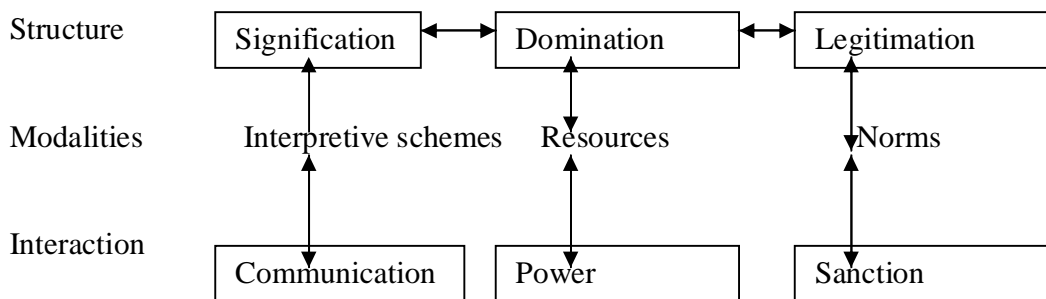 Structure Signification Domination Legitimation
Modalities Interpretive schemes Resources Norms
Interaction
Communication Power Sanction